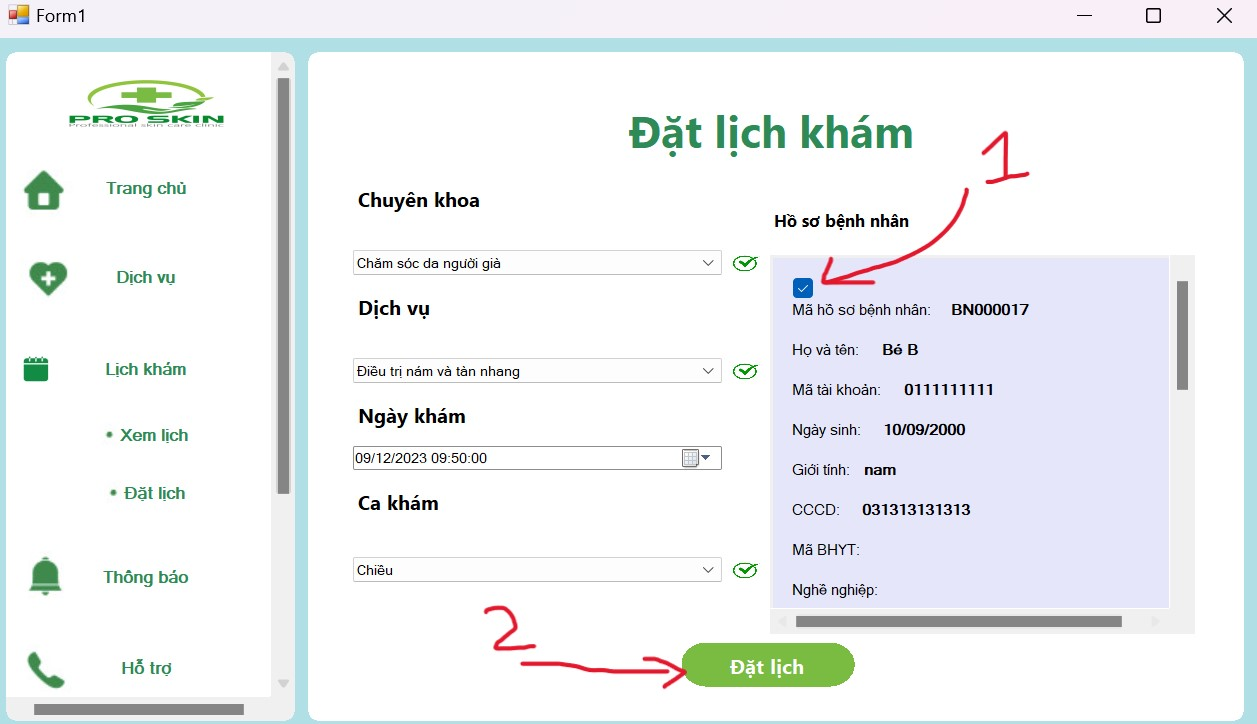 Form1
PRO SKIN
Professional skin care clinic
Trang chủ
Dịch vụ
Lịch khám
• Xem lịch
• Đặt lịch
Thông báo
Hỗ trợ
Đặt lịch khám
1
Chuyên khoa
Chăm sóc da người già
Dịch vụ
Điều trị nám và tàn nhang
Ngày khám
09/12/2023 09:50:00
Ca khám
Chiều
Hồ sơ bệnh nhân
Mã hồ sơ bệnh nhân: BN000017
Họ và tên: Bé B
Mã tài khoản: 0111111111
Ngày sinh: 10/09/2000
Giới tính: nam
CCCD: 031313131313
Mã BHYT:
Nghề nghiệp:
2
Đặt lịch